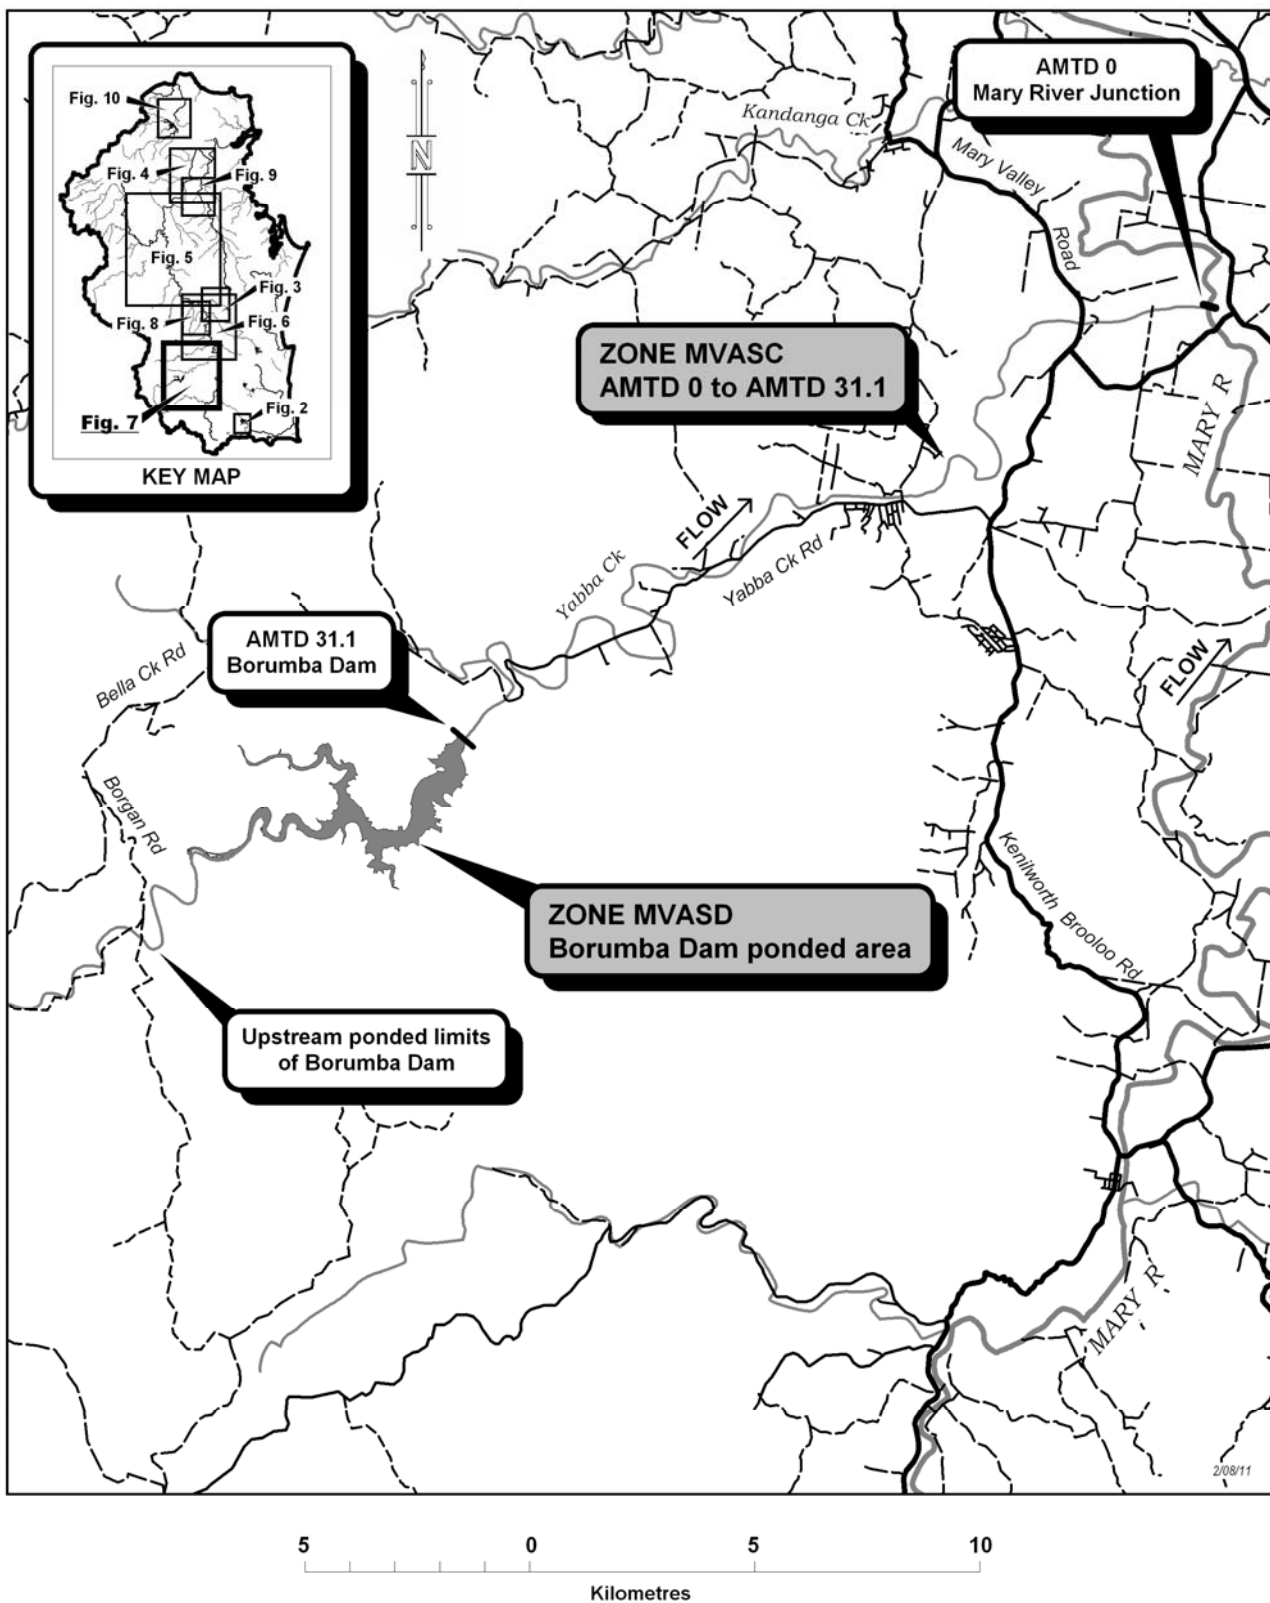 Fig. 10
Fig. 4
Fig. 9
Fig. 5
Fig. 3
Fig. 8
Fig. 6
Fig. 7
Fig. 2
KEY MAP
N
Kandanga Ck
AMTD 0
Mary River Junction
Mary Valley
Road
ZONE MVASC
AMTD 0 to AMTD 31.1
MARY R
FLOW
Yabba Ck
Yabba Ck Rd
AMTD 31.1
Borumba Dam
Bella Ck Rd
FLOW
Borgan Rd
Kenilworth Brooloo Rd
ZONE MVASD
Borumba Dam ponded area
Upstream ponded limits
of Borumba Dam
MARY R
2/08/11
5 0 5 10
Kilometres